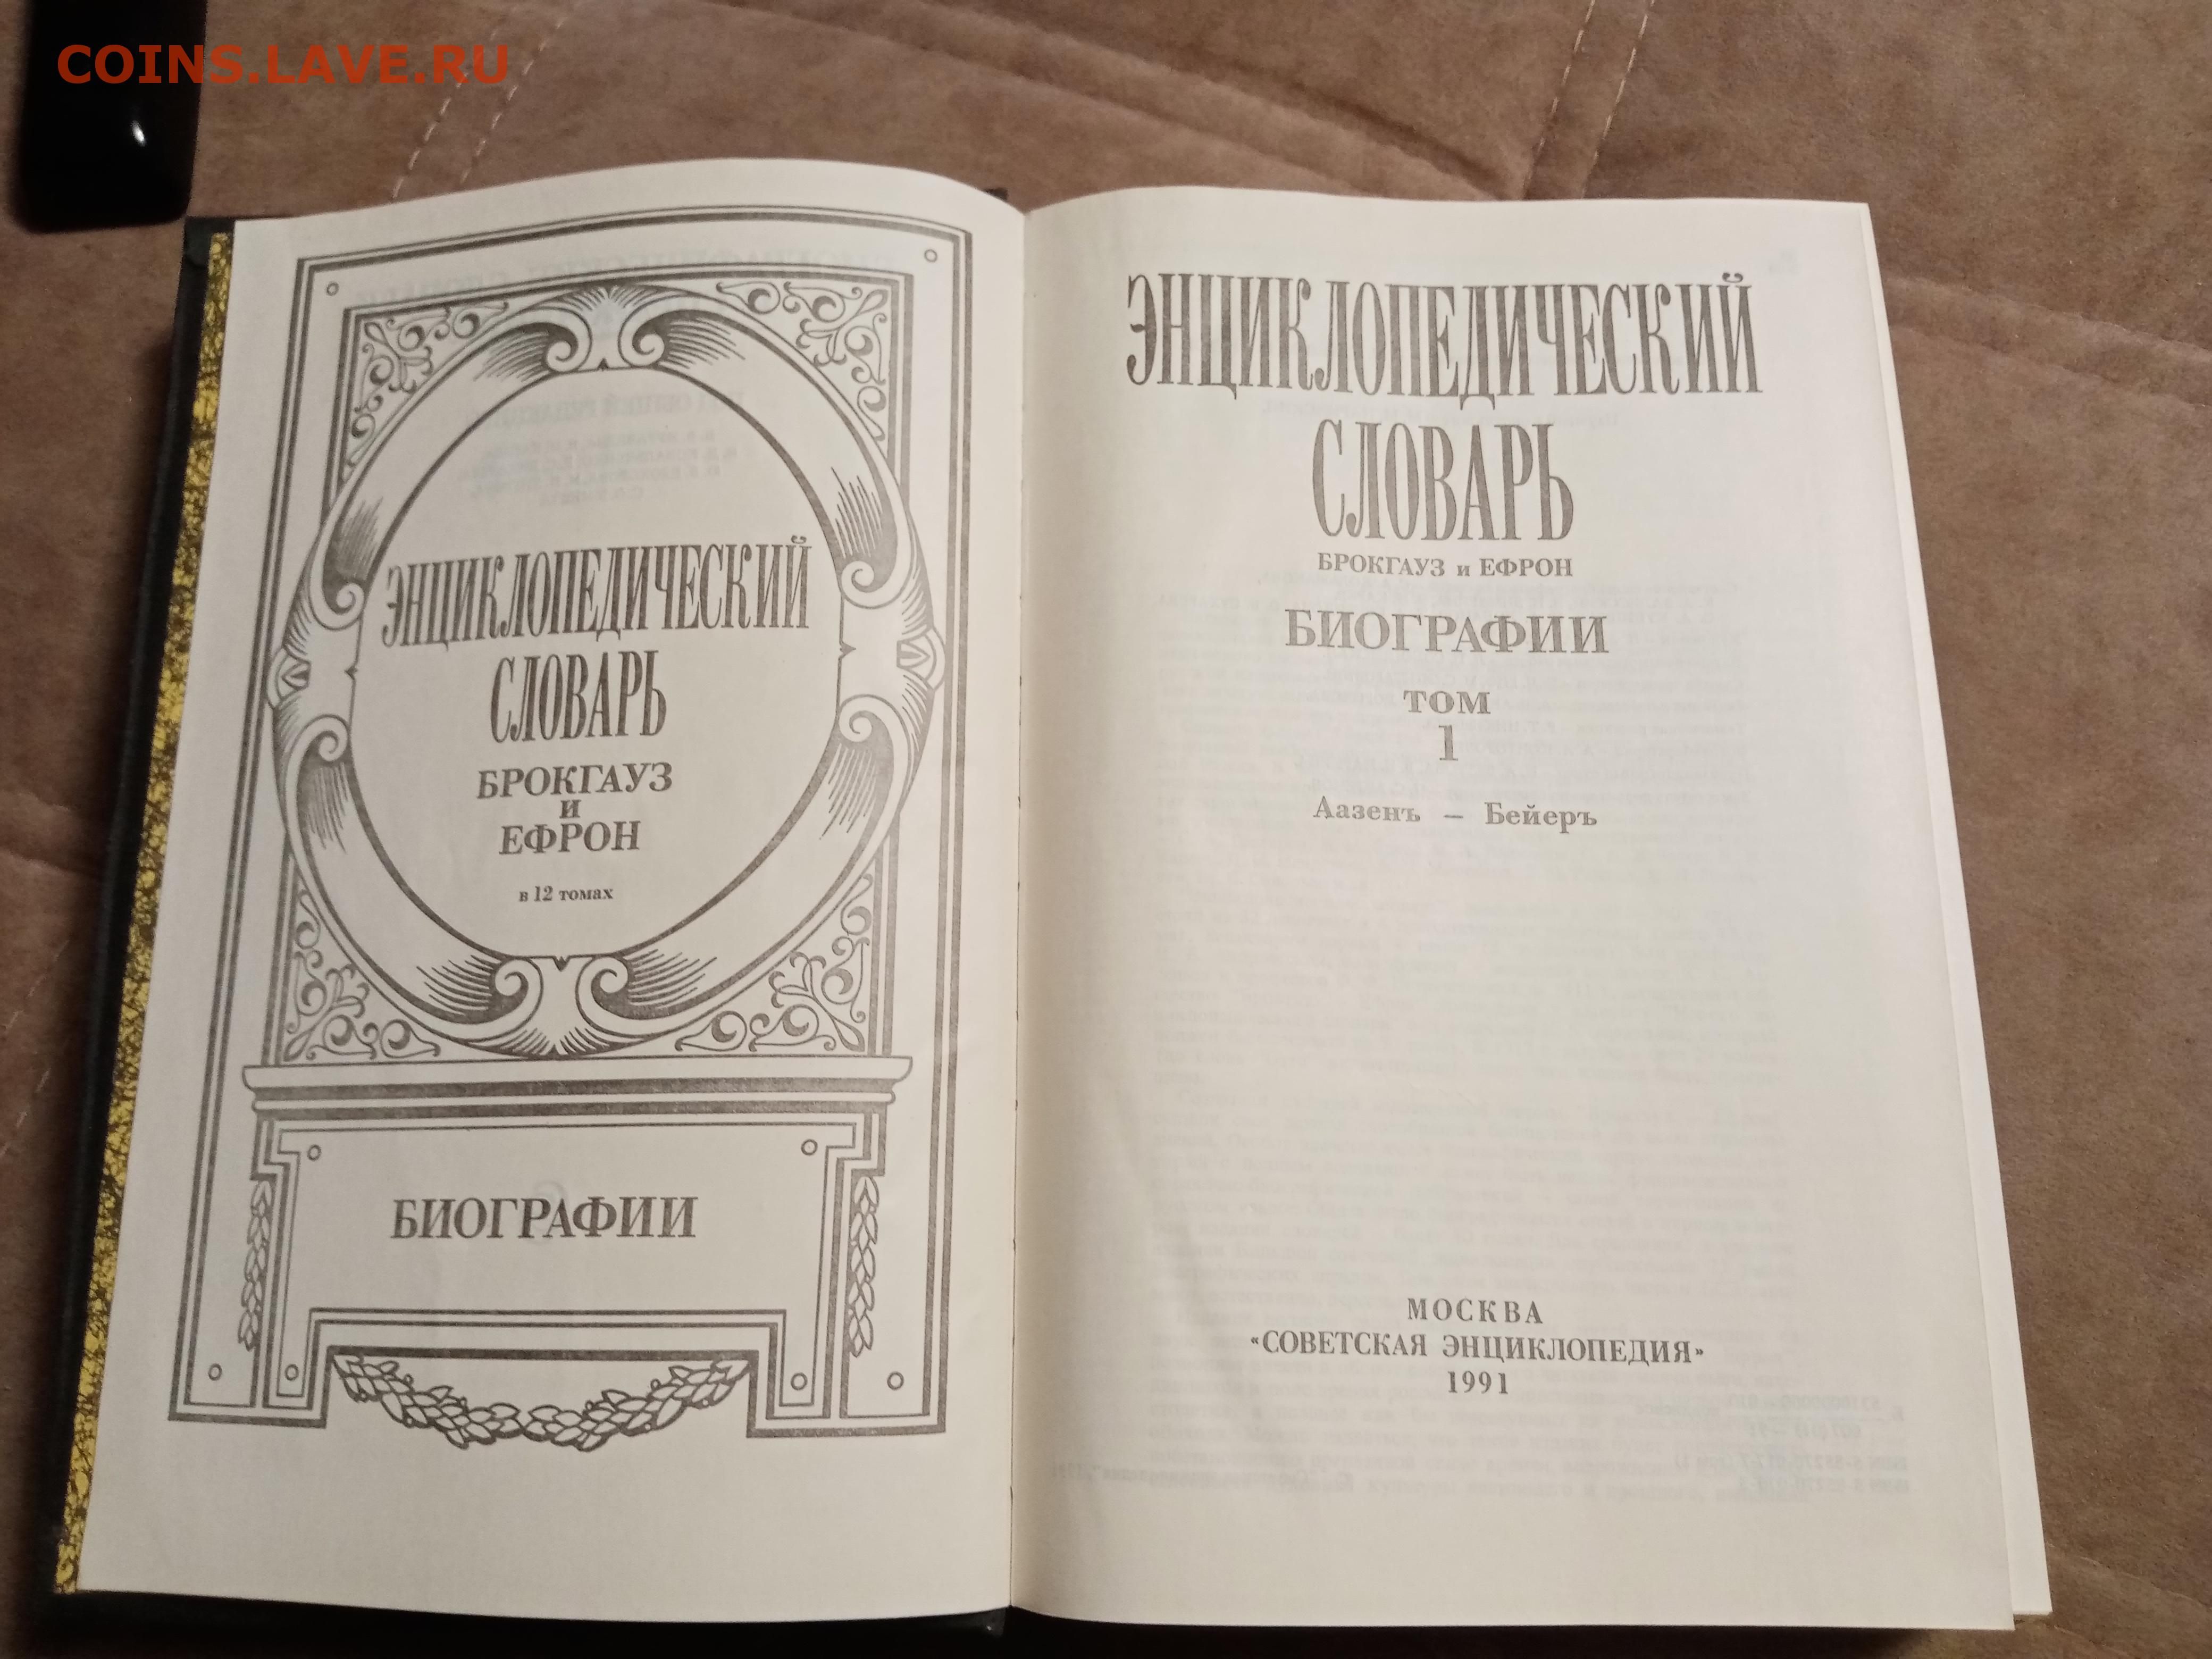 COINS.LAVE.RU
ЭНЦИКЛОПЕДИЧЕСКИЙ
СЛОВАРЬ
БРОКГАУЗ
и
ЕФРОН
в 12 томах
БИОГРАФИИ
ЭНЦИКЛОПЕДИЧЕСКИЙ
СЛОВАРЬ
БРОКГАУЗ и ЕФРОН
БИОГРАФИИ
ТОМ
1
Аазенъ – Бейеръ
МОСКВА
«СОВЕТСКАЯ ЭНЦИКЛОПЕДИЯ»
1991